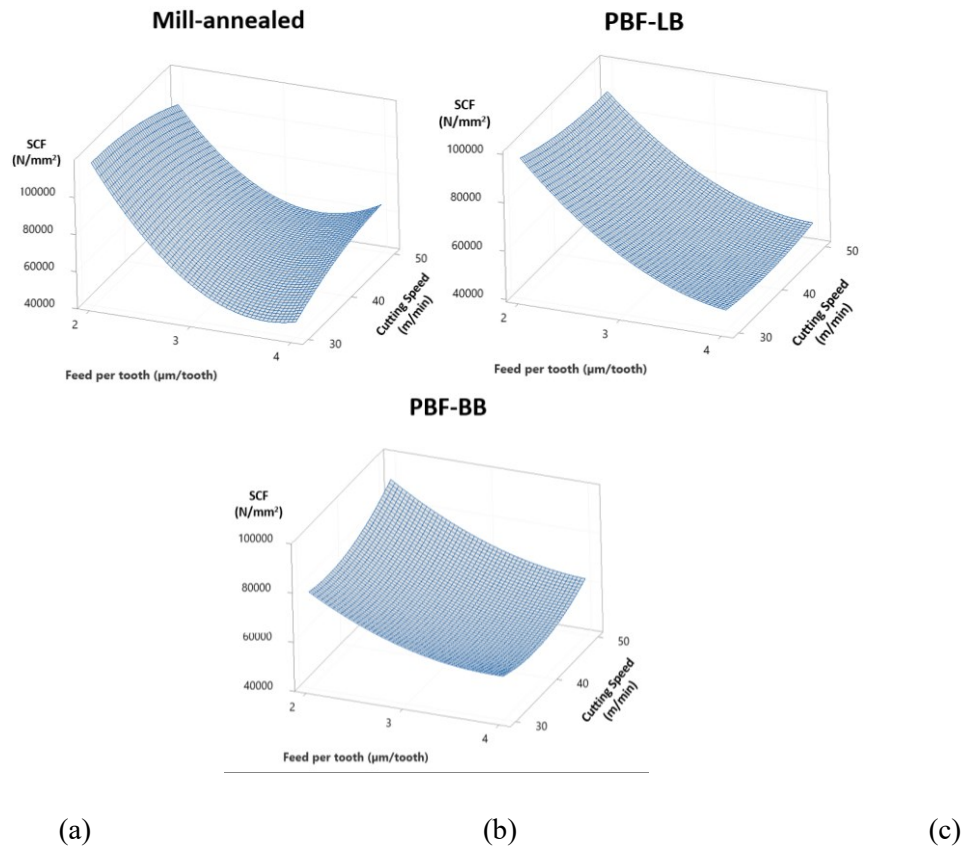 Mill-annealed
SCF
(N/mm²)
100000
80000
60000
40000
2
3
4
30
40
50
Feed per tooth (µm/tooth)
Cutting Speed
(m/min)
PBF-LB
SCF
(N/mm²)
100000
80000
60000
40000
2
3
4
30
40
50
Feed per tooth (µm/tooth)
Cutting Speed
(m/min)
PBF-BB
SCF
(N/mm²)
100000
80000
60000
40000
2
3
4
30
40
50
Feed per tooth (µm/tooth)
Cutting Speed
(m/min)
(a) (b) (c)